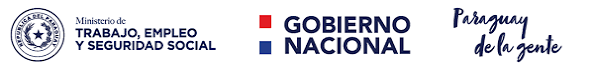 REPÚBLICA DEL PARAGUAY
Ministerio de
TRABAJO, EMPLEO
Y SEGURIDAD SOCIAL
GOBIERNO
NACIONAL
Paraguay
de la gente